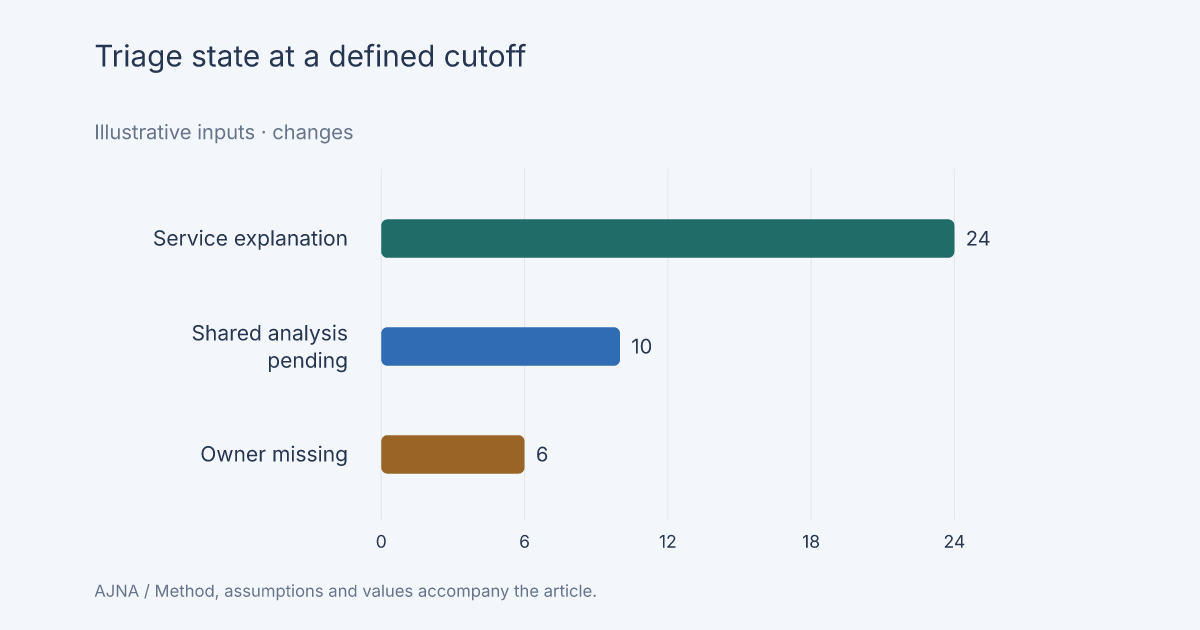 Triage state at a defined cutoff
Illustrative inputs · changes
Service explanation
24
Shared analysis
pending
10
Owner missing
6
0
6
12
18
24
AJNA / Method, assumptions and values accompany the article.